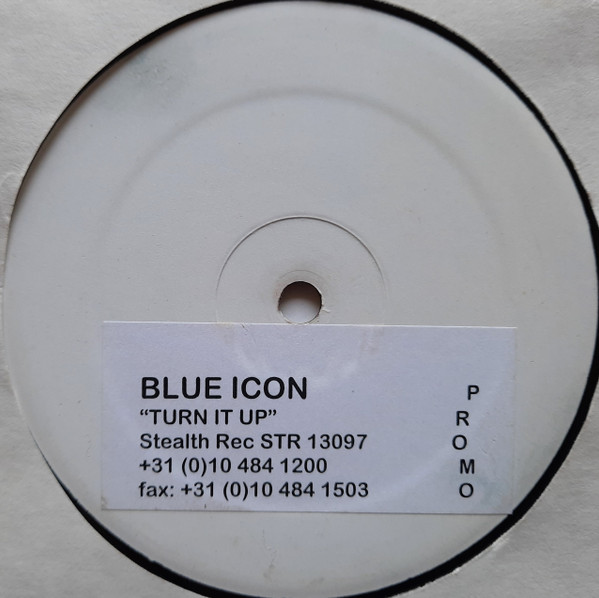 BLUE ICON
“TURN IT UP”
Stealth Rec STR 13097
+31 (0)10 484 1200
fax: +31 (0)10 484 1503
P
R
O
M
O